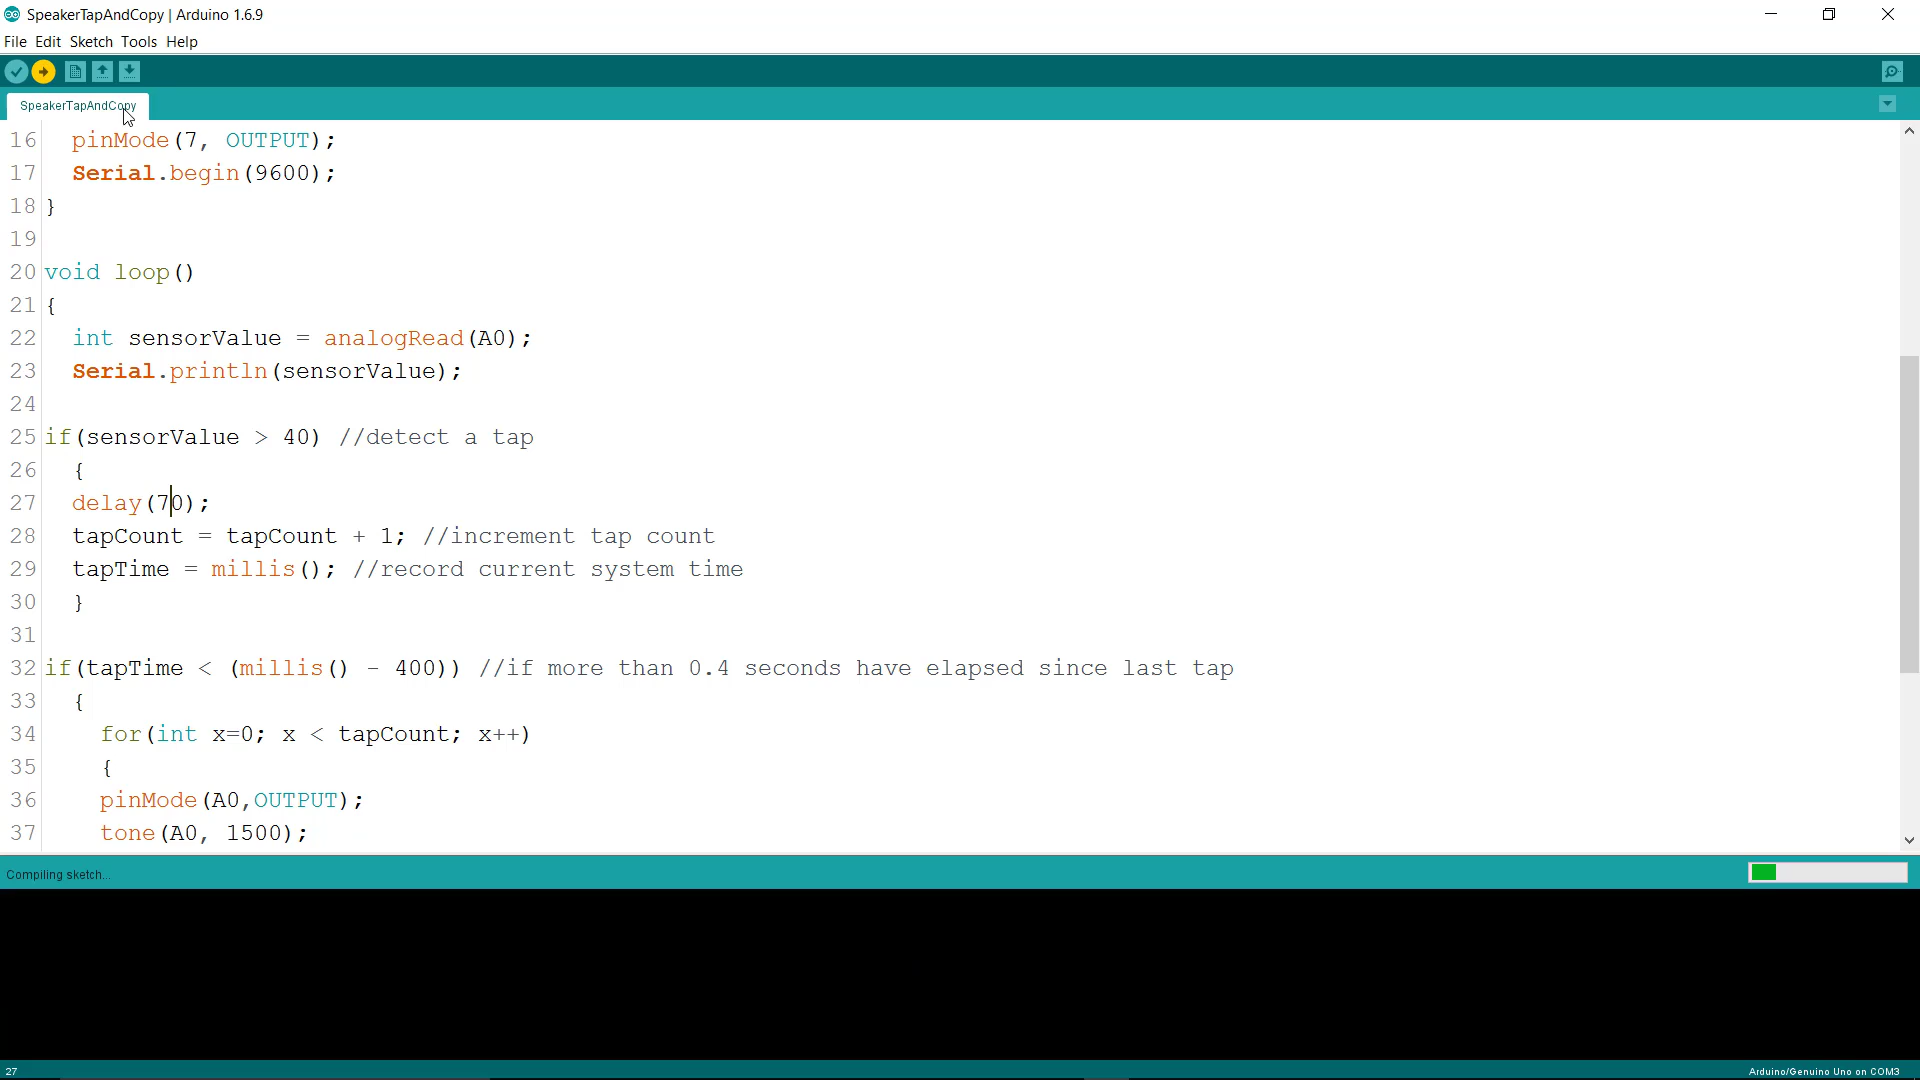 SpeakerTapAndCopy | Arduino 1.6.9
File Edit Sketch Tools Help
SpeakerTapAndCopy
16 pinMode(7, OUTPUT);
17 Serial.begin(9600);
18 }
19
20 void loop()
21 {
22 int sensorValue = analogRead(A0);
23 Serial.println(sensorValue);
24
25 if(sensorValue > 40) //detect a tap
26 {
27 delay(70);
28 tapCount = tapCount + 1; //increment tap count
29 tapTime = millis(); //record current system time
30 }
31
32 if(tapTime < (millis() - 400)) //if more than 0.4 seconds have elapsed since last tap
33 {
34 for(int x=0; x < tapCount; x++)
35 {
36 pinMode(A0,OUTPUT);
37 tone(A0, 1500);
Compiling sketch...
27
Arduino/Genuino Uno on COM3